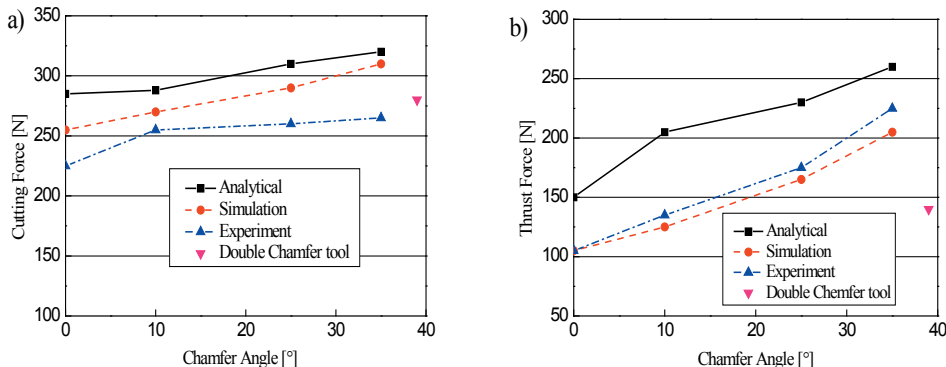 a)
350
300
250
200
150
100
Cutting Force [N]
Analytical
Simulation
Experiment
Double Chamfer tool
0 10 20 30 40
Chamfer Angle [°]
b)
300
250
200
150
100
50
Thrust Force [N]
Analytical
Simulation
Experiment
Double Chemfer tool
0 10 20 30 40
Chamfer Angle [°]